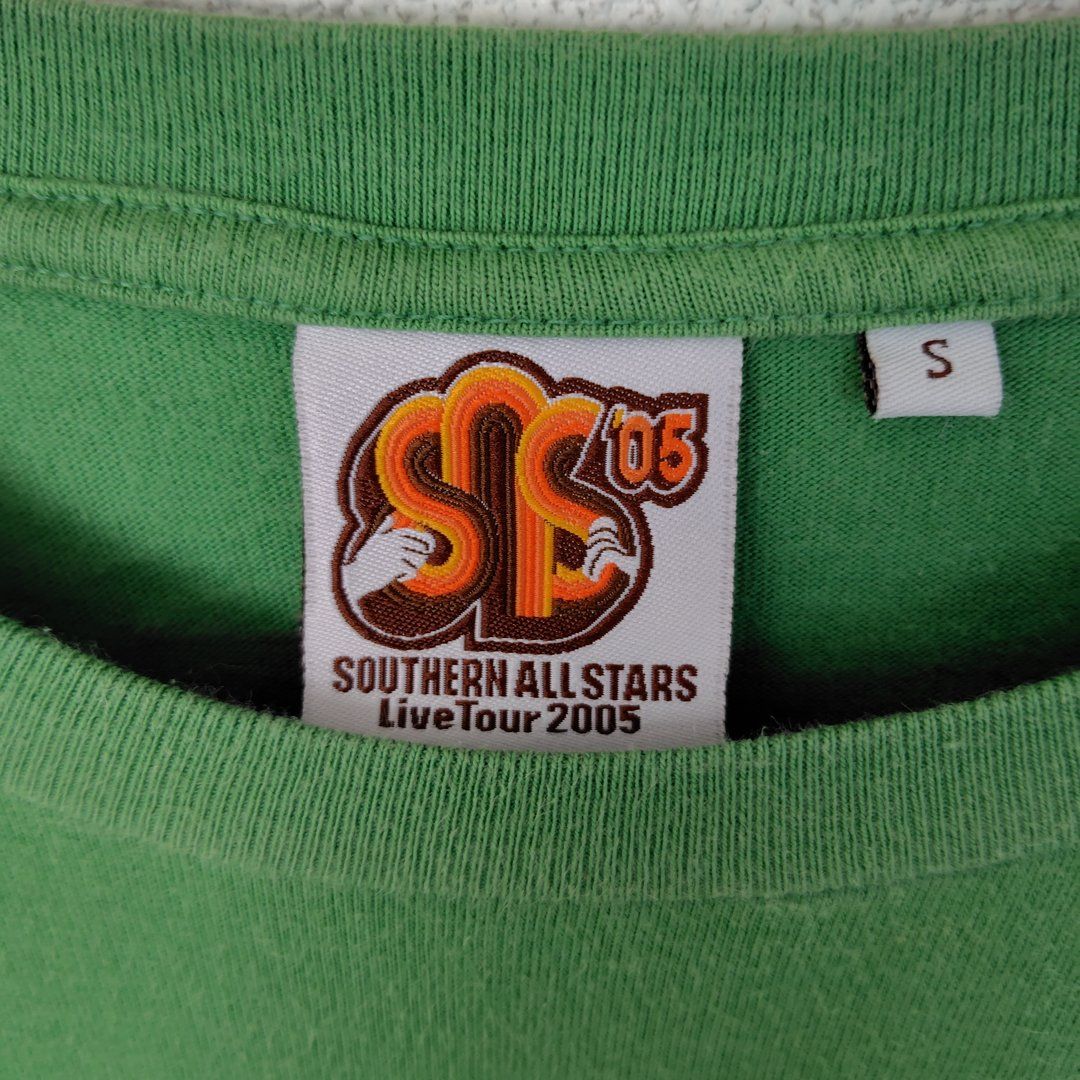 SAS '05
S
SOUTHERN ALL STARS
Live Tour 2005